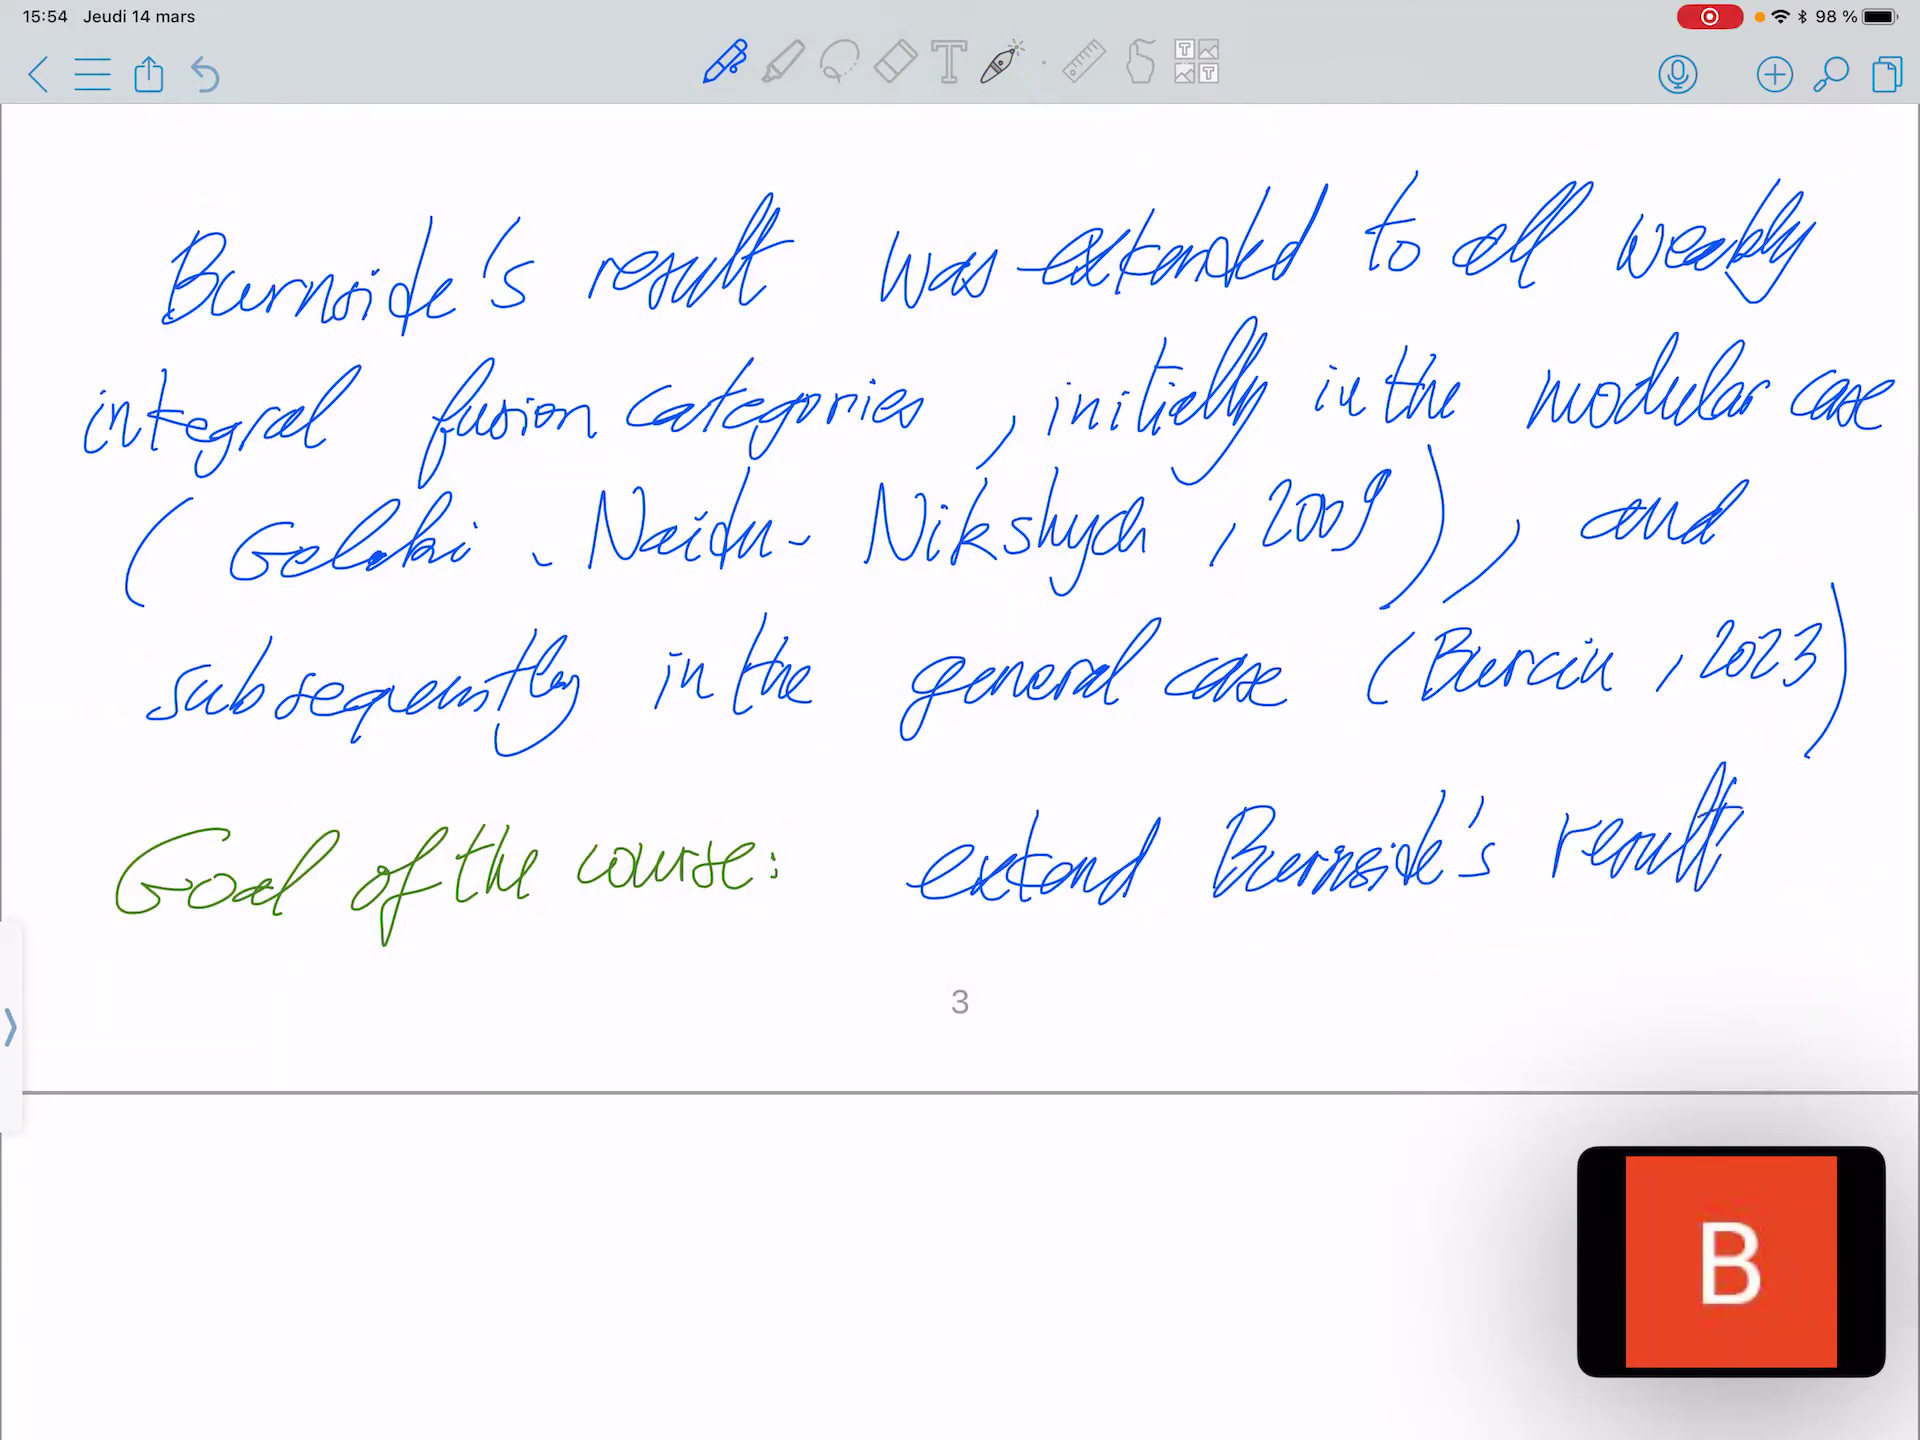 15:54 Jeudi 14 mars 98 %
Burnside's result was extended to all weakly
integral fusion categories, initially in the modular case
(Gelaki - Naidu - Nikshych, 2009), and
subsequently in the general case (Burciu, 2023)
Goal of the course: extend Burnside's result
3
B